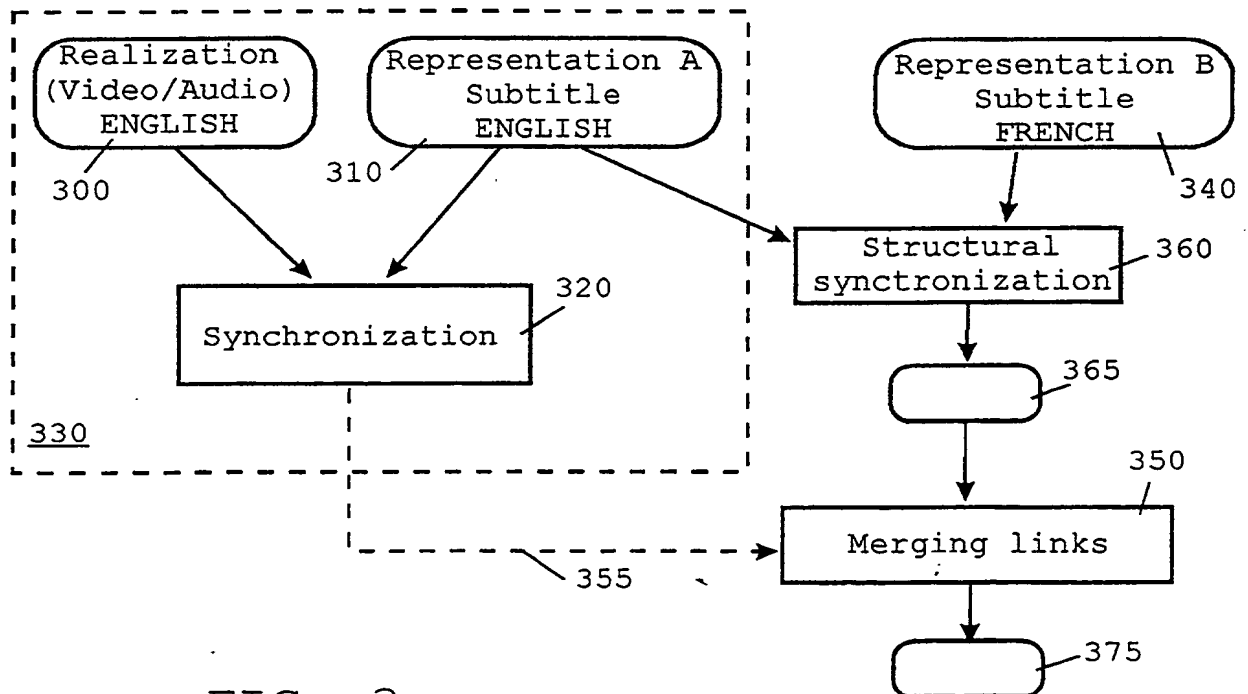 Realization
(Video/Audio)
ENGLISH
300
Representation A
Subtitle
ENGLISH
310
Representation B
Subtitle
FRENCH
340
Structural
synctronization
360
Synchronization
320
365
330
350
Merging links
355
375